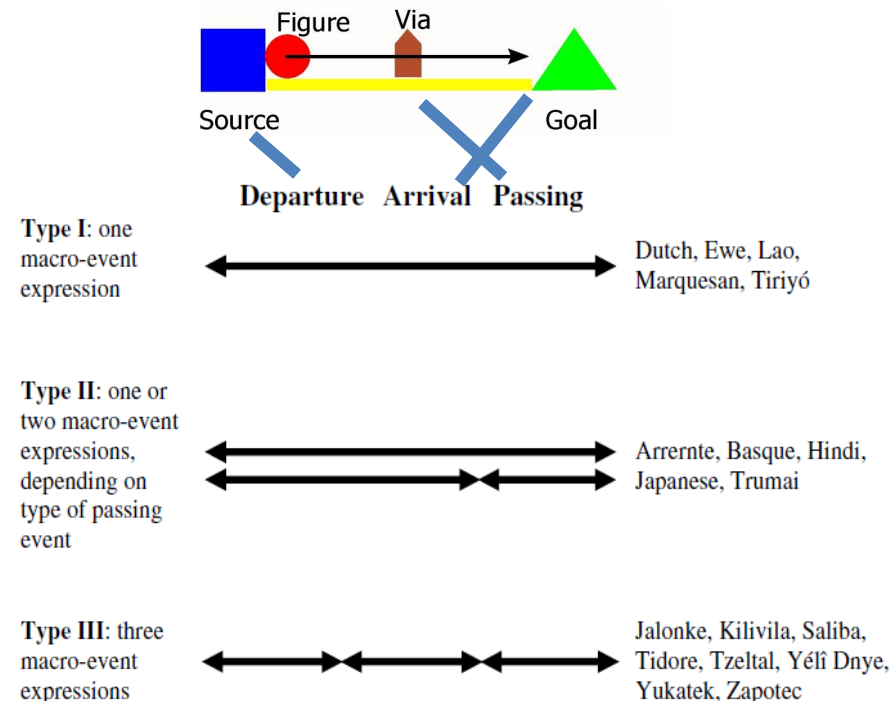 Figure Via
Source Goal
Departure Arrival Passing
Type I: one
macro-event
expression
Dutch, Ewe, Lao,
Marquesan, Tiriyó
Type II: one or
two macro-event
expressions,
depending on
type of passing
event
Arrernte, Basque, Hindi,
Japanese, Trumai
Type III: three
macro-event
expressions
Jalonke, Kilivila, Saliba,
Tidore, Tzeltal, Yélî Dnye,
Yukatek, Zapotec